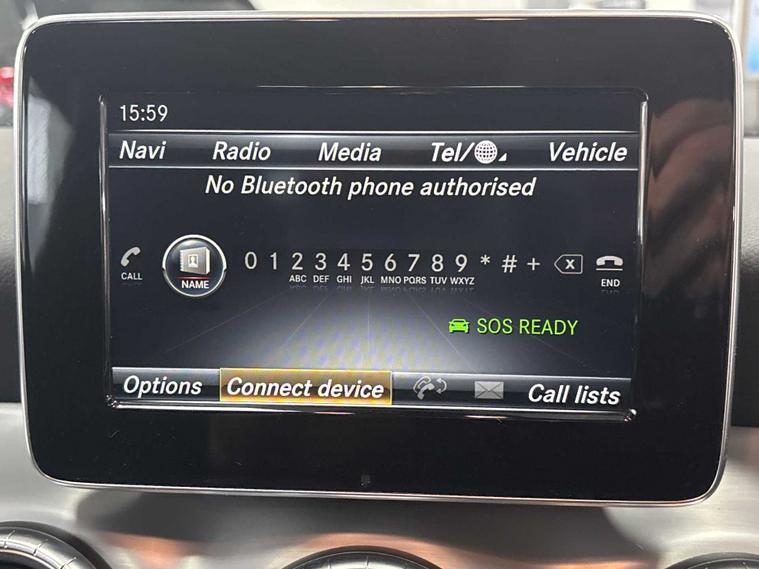 15:59
Navi Radio Media Tel/ Vehicle
No Bluetooth phone authorised
0 1 2 3 4 5 6 7 8 9 * # +
ABC DEF GHI JKL MNO PQRS TUV WXYZ
CALL NAME END
SOS READY
Options Connect device Call lists